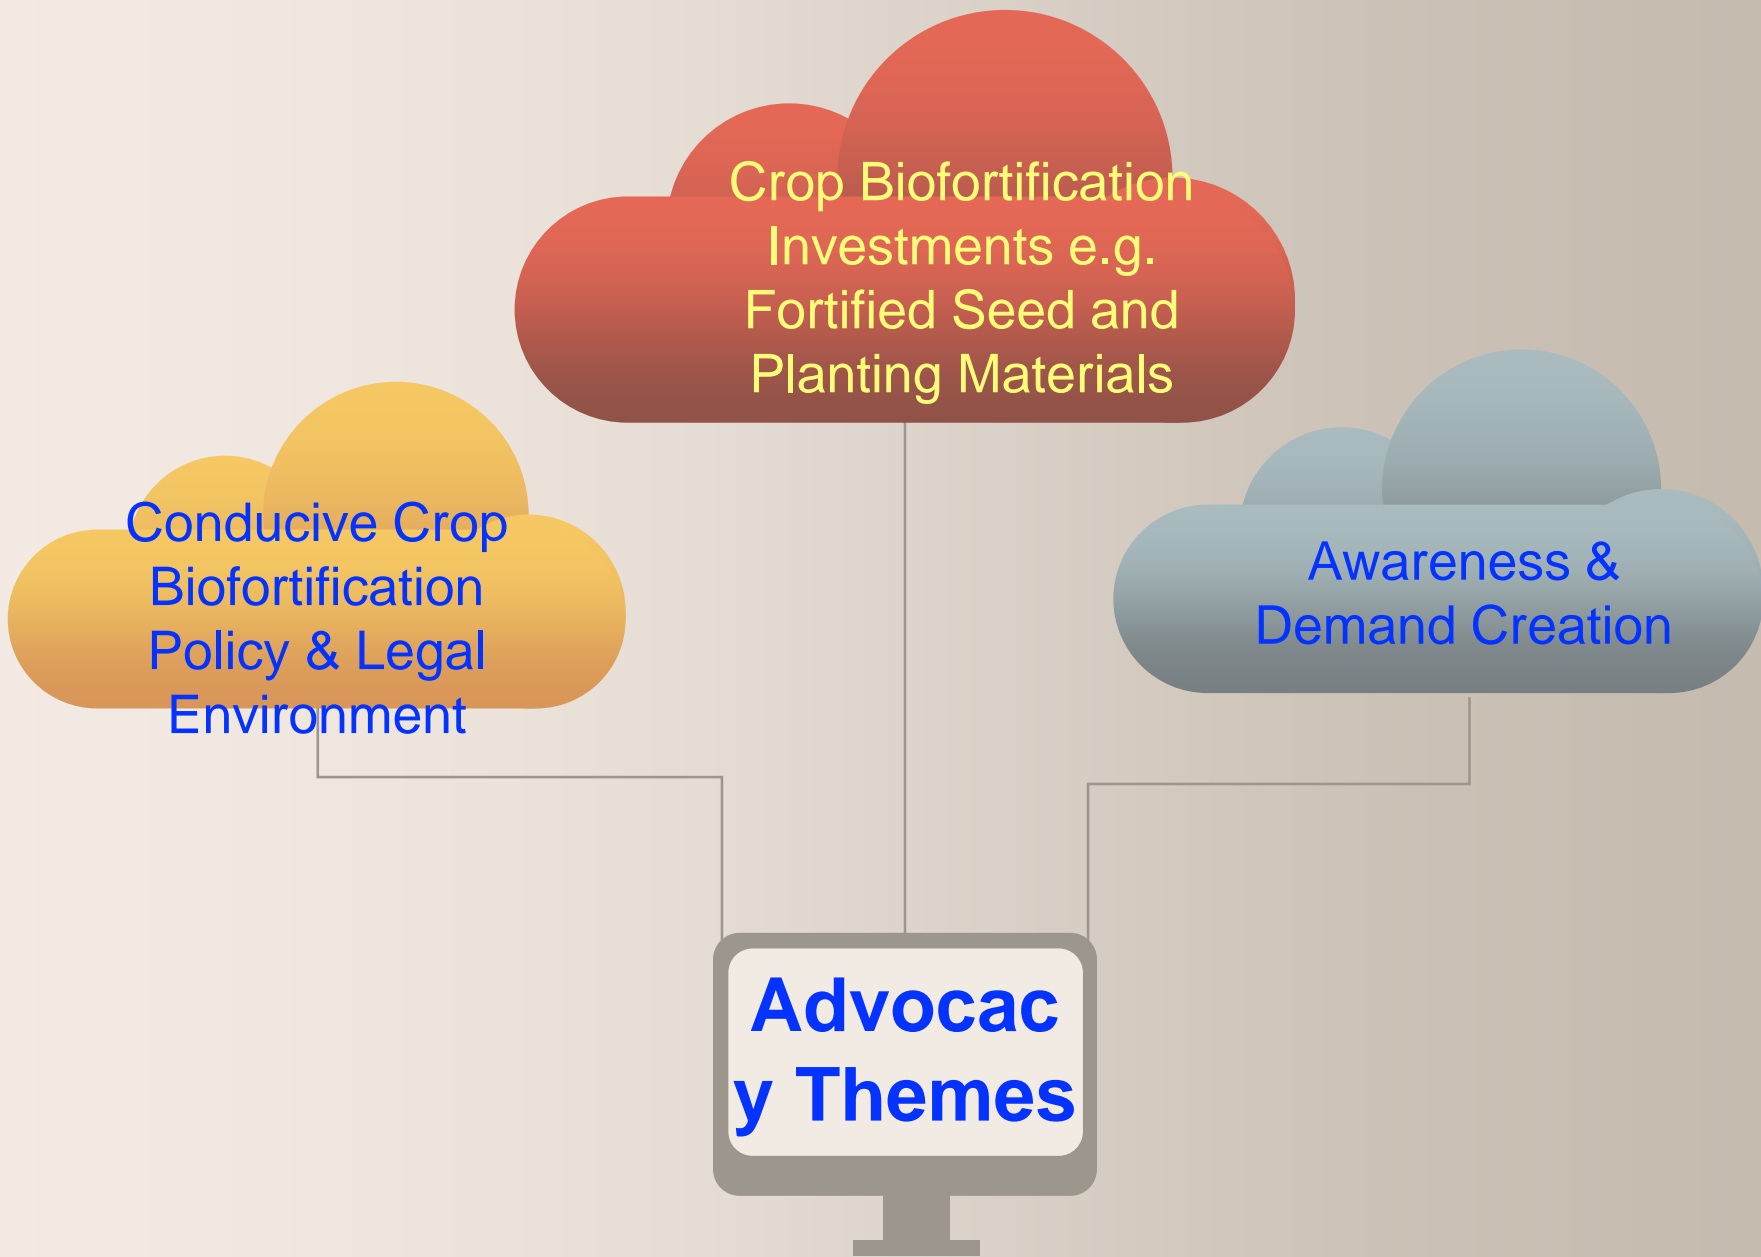 Crop Biofortification
Investments e.g.
Fortified Seed and
Planting Materials
Conducive Crop
Biofortification
Policy & Legal
Environment
Awareness &
Demand Creation
Advocac
y Themes